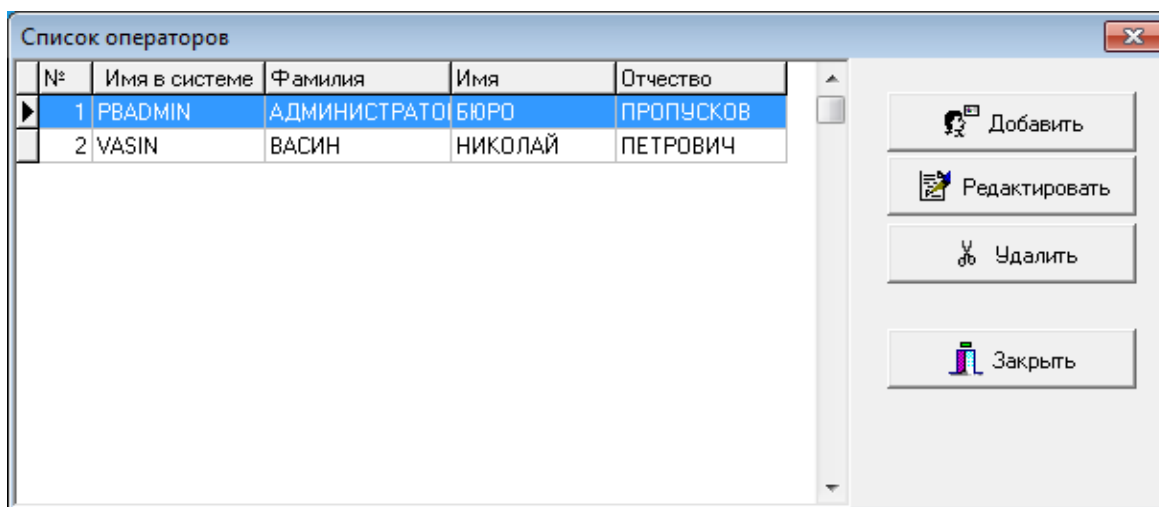 Список операторов
№ Имя в системе Фамилия Имя Отчество
1 PBADMIN АДМИНИСТРАТО БЮРО ПРОПУСКОВ
2 VASIN ВАСИН НИКОЛАЙ ПЕТРОВИЧ
Добавить
Редактировать
Удалить
Закрыть